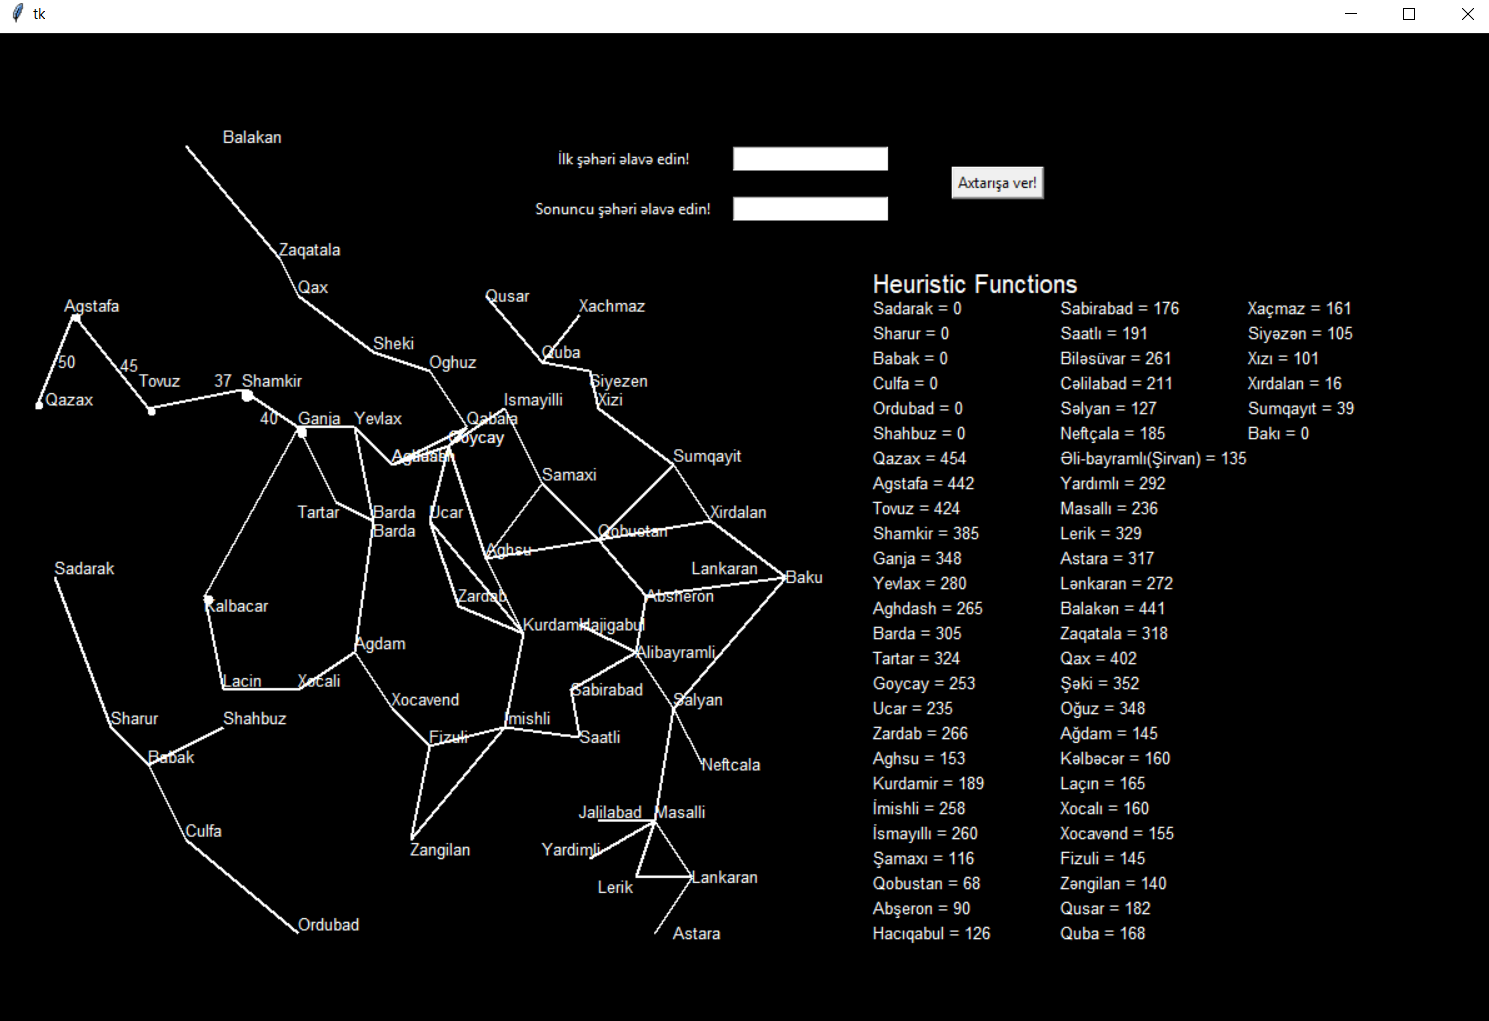 tk
Balakan
İlk şəhəri əlavə edin!
Axtarışa ver!
Sonuncu şəhəri əlavə edin!
Zaqatala
Qax
Qusar
Xachmaz
Agstafa
Sheki
Quba
Oghuz
50
45
Tovuz
37
Shamkir
Siyezen
Qazax
Ismayilli
Xizi
40
Ganja
Yevlax
Qabala
Goycay
Sumqayit
Samaxi
Tartar
Barda
Ucar
Xirdalan
Barda
Qobustan
Aghsu
Sadarak
Lankaran
Baku
Kalbacar
Zardab
Absheron
Kurdamir
Hajigabul
Agdam
Alibayramli
Lacin
Xocali
Sabirabad
Xocavend
Salyan
Sharur
Shahbuz
Imishli
Fizuli
Saatli
Babak
Neftcala
Jalilabad
Masalli
Culfa
Zangilan
Yardimli
Lerik
Lankaran
Ordubad
Astara
Heuristic Functions
Sadarak = 0
Sharur = 0
Babak = 0
Culfa = 0
Ordubad = 0
Shahbuz = 0
Qazax = 454
Agstafa = 442
Tovuz = 424
Shamkir = 385
Ganja = 348
Yevlax = 280
Aghdash = 265
Barda = 305
Tartar = 324
Goycay = 253
Ucar = 235
Zardab = 266
Aghsu = 153
Kurdamir = 189
İmishli = 258
İsmayıllı = 260
Şamaxı = 116
Qobustan = 68
Abşeron = 90
Hacıqabul = 126
Sabirabad = 176
Saatlı = 191
Biləsüvar = 261
Cəlilabad = 211
Səlyan = 127
Neftçala = 185
Əli-bayramlı(Şirvan) = 135
Yardımlı = 292
Masallı = 236
Lerik = 329
Astara = 317
Lənkaran = 272
Balakən = 441
Zaqatala = 318
Qax = 402
Şəki = 352
Oğuz = 348
Ağdam = 145
Kəlbəcər = 160
Laçın = 165
Xocalı = 160
Xocavənd = 155
Fizuli = 145
Zəngilan = 140
Qusar = 182
Quba = 168
Xaçmaz = 161
Siyəzən = 105
Xızı = 101
Xırdalan = 16
Sumqayıt = 39
Bakı = 0